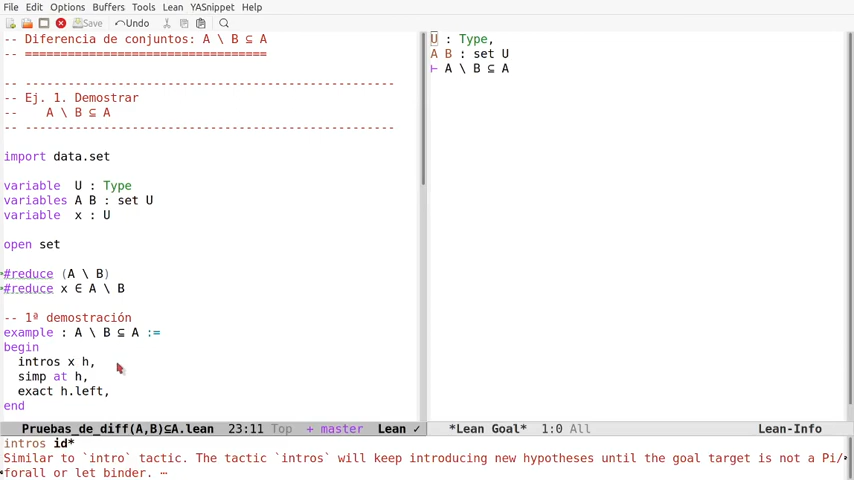 File Edit Options Buffers Tools Lean YASnippet Help
Save Undo
-- Diferencia de conjuntos: A \ B ⊆ A
-- ==================================
-- ----------------------------------------------------
-- Ej. 1. Demostrar
--    A \ B ⊆ A
-- ----------------------------------------------------
import data.set
variable  U : Type
variables A B : set U
variable  x : U
open set
#reduce (A \ B)
#reduce x ∈ A \ B
-- 1ª demostración
example : A \ B ⊆ A :=
begin
  intros x h,
  simp at h,
  exact h.left,
end
Pruebas_de_diff(A,B)⊆A.lean 23:11 Top + master Lean ✓
U : Type,
A B : set U
⊢ A \ B ⊆ A
*Lean Goal* 1:0 All Lean-Info
intros id*
Similar to `intro` tactic. The tactic `intros` will keep introducing new hypotheses until the goal target is not a Pi/
forall or let binder. ⋯